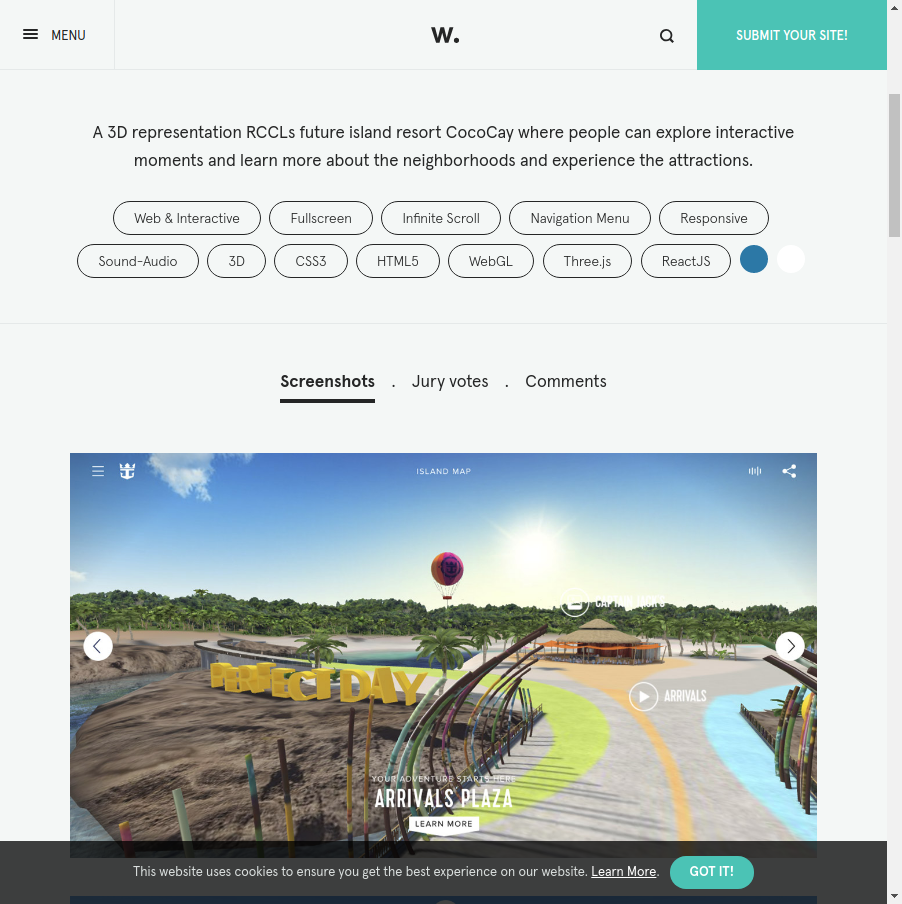 MENU
W.
SUBMIT YOUR SITE!
A 3D representation RCCLs future island resort CocoCay where people can explore interactive
moments and learn more about the neighborhoods and experience the attractions.
Web & Interactive Fullscreen Infinite Scroll Navigation Menu Responsive
Sound-Audio 3D CSS3 HTML5 WebGL Three.js ReactJS
Screenshots . Jury votes . Comments
ISLAND MAP
CAPTAIN JACK'S
PERFECT DAY
ARRIVALS
YOUR ADVENTURE STARTS HERE
ARRIVALS PLAZA
LEARN MORE
This website uses cookies to ensure you get the best experience on our website. Learn More.
GOT IT!